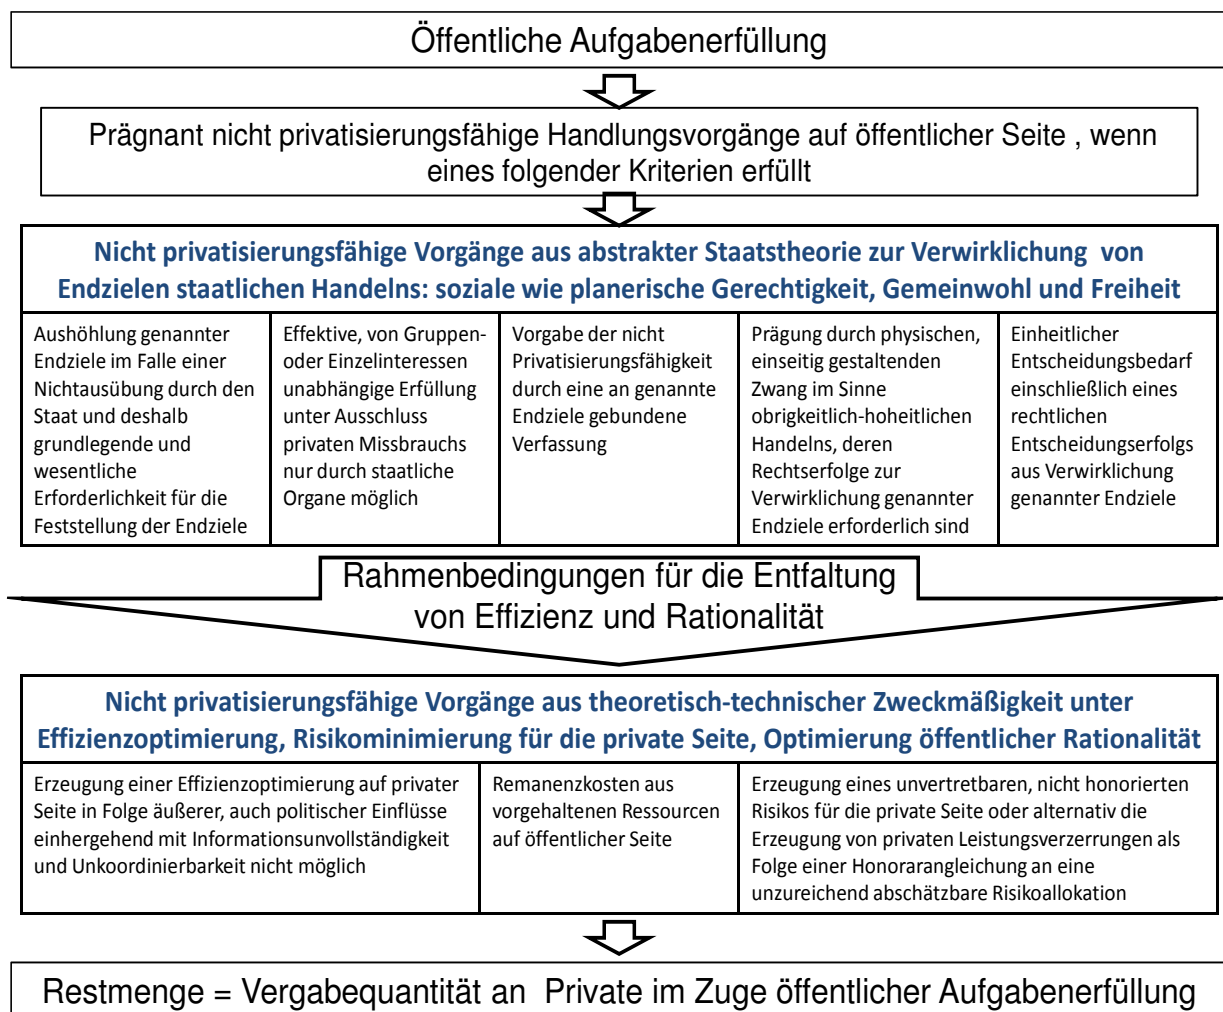 Öffentliche Aufgabenerfüllung
Prägnant nicht privatisierungsfähige Handlungsvorgänge auf öffentlicher Seite , wenn
eines folgender Kriterien erfüllt
Nicht privatisierungsfähige Vorgänge aus abstrakter Staatstheorie zur Verwirklichung von
Endzielen staatlichen Handelns: soziale wie planerische Gerechtigkeit, Gemeinwohl und Freiheit
Aushöhlung genannter
Endziele im Falle einer
Nichtausübung durch den
Staat und deshalb
grundlegende und
wesentliche
Erforderlichkeit für die
Feststellung der Endziele
Effektive, von Gruppen-
oder Einzelinteressen
unabhängige Erfüllung
unter Ausschluss
privaten Missbrauchs
nur durch staatliche
Organe möglich
Vorgabe der nicht
Privatisierungsfähigkeit
durch eine an genannte
Endziele gebundene
Verfassung
Prägung durch physischen,
einseitig gestaltenden
Zwang im Sinne
obrigkeitlich-hoheitlichen
Handelns, deren
Rechtserfolge zur
Verwirklichung genannter
Endziele erforderlich sind
Einheitlicher
Entscheidungsbedarf
einschließlich eines
rechtlichen
Entscheidungserfolgs
aus Verwirklichung
genannter Endziele
Rahmenbedingungen für die Entfaltung
von Effizienz und Rationalität
Nicht privatisierungsfähige Vorgänge aus theoretisch-technischer Zweckmäßigkeit unter
Effizienzoptimierung, Risikominimierung für die private Seite, Optimierung öffentlicher Rationalität
Erzeugung einer Effizienzoptimierung auf privater
Seite in Folge äußerer, auch politischer Einflüsse
einhergehend mit Informationsunvollständigkeit
und Unkoordinierbarkeit nicht möglich
Remanenzkosten aus
vorgehaltenen Ressourcen
auf öffentlicher Seite
Erzeugung eines unvertretbaren, nicht honorierten
Risikos für die private Seite oder alternativ die
Erzeugung von privaten Leistungsverzerrungen als
Folge einer Honorarangleichung an eine
unzureichend abschätzbare Risikoallokation
Restmenge = Vergabequantität an Private im Zuge öffentlicher Aufgabenerfüllung